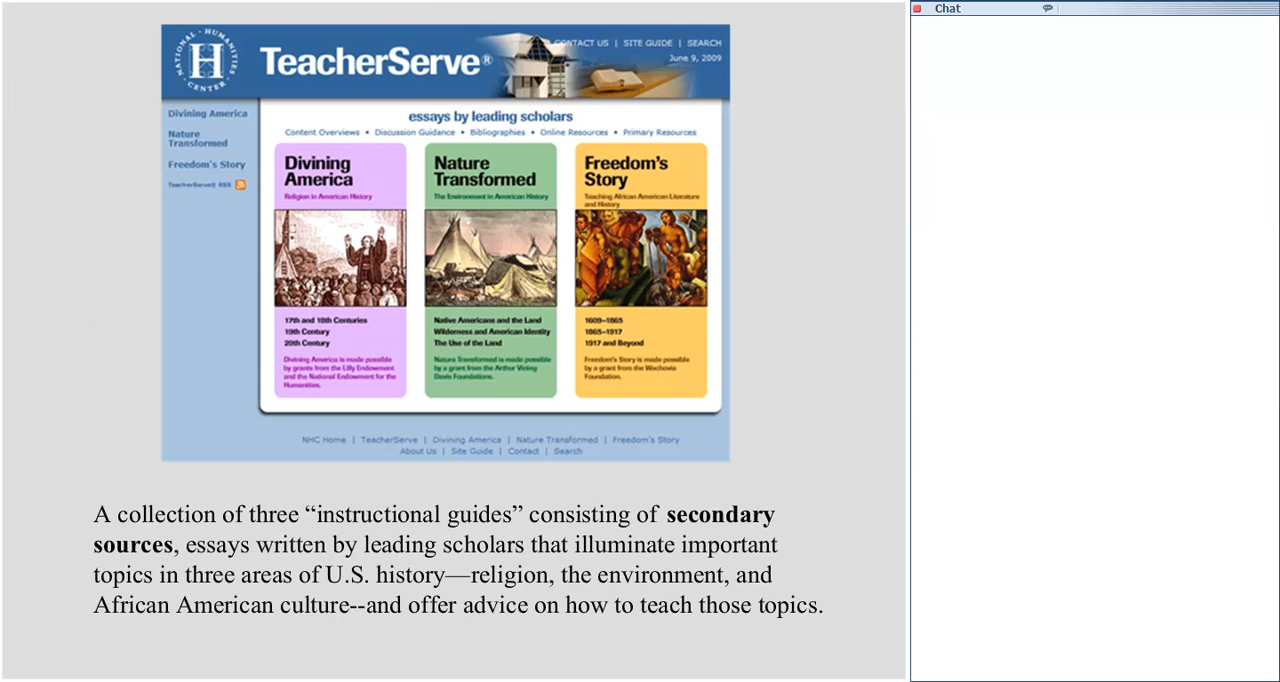 Chat
NATIONAL · HUMANITIES · CENTER ·
H
TeacherServe®
CONTACT US | SITE GUIDE | SEARCH
June 9, 2009
Divining America
Nature
Transformed
Freedom's Story
TeacherServe® RSS
essays by leading scholars
Content Overviews • Discussion Guidance • Bibliographies • Online Resources • Primary Resources
Divining
America
Religion in American History
17th and 18th Centuries
19th Century
20th Century
Divining America is made possible
by grants from the Lilly Endowment
and the National Endowment for the
Humanities.
Nature
Transformed
The Environment in American History
Native Americans and the Land
Wilderness and American Identity
The Use of the Land
Nature Transformed is made possible
by a grant from the Arthur Vining
Davis Foundations.
Freedom's
Story
Teaching African American Literature
and History
1609–1865
1865–1917
1917 and Beyond
Freedom's Story is made possible
by a grant from the Wachovia
Foundation.
NHC Home | TeacherServe | Divining America | Nature Transformed | Freedom's Story
About Us | Site Guide | Contact | Search
A collection of three “instructional guides” consisting of secondary
sources, essays written by leading scholars that illuminate important
topics in three areas of U.S. history—religion, the environment, and
African American culture--and offer advice on how to teach those topics.